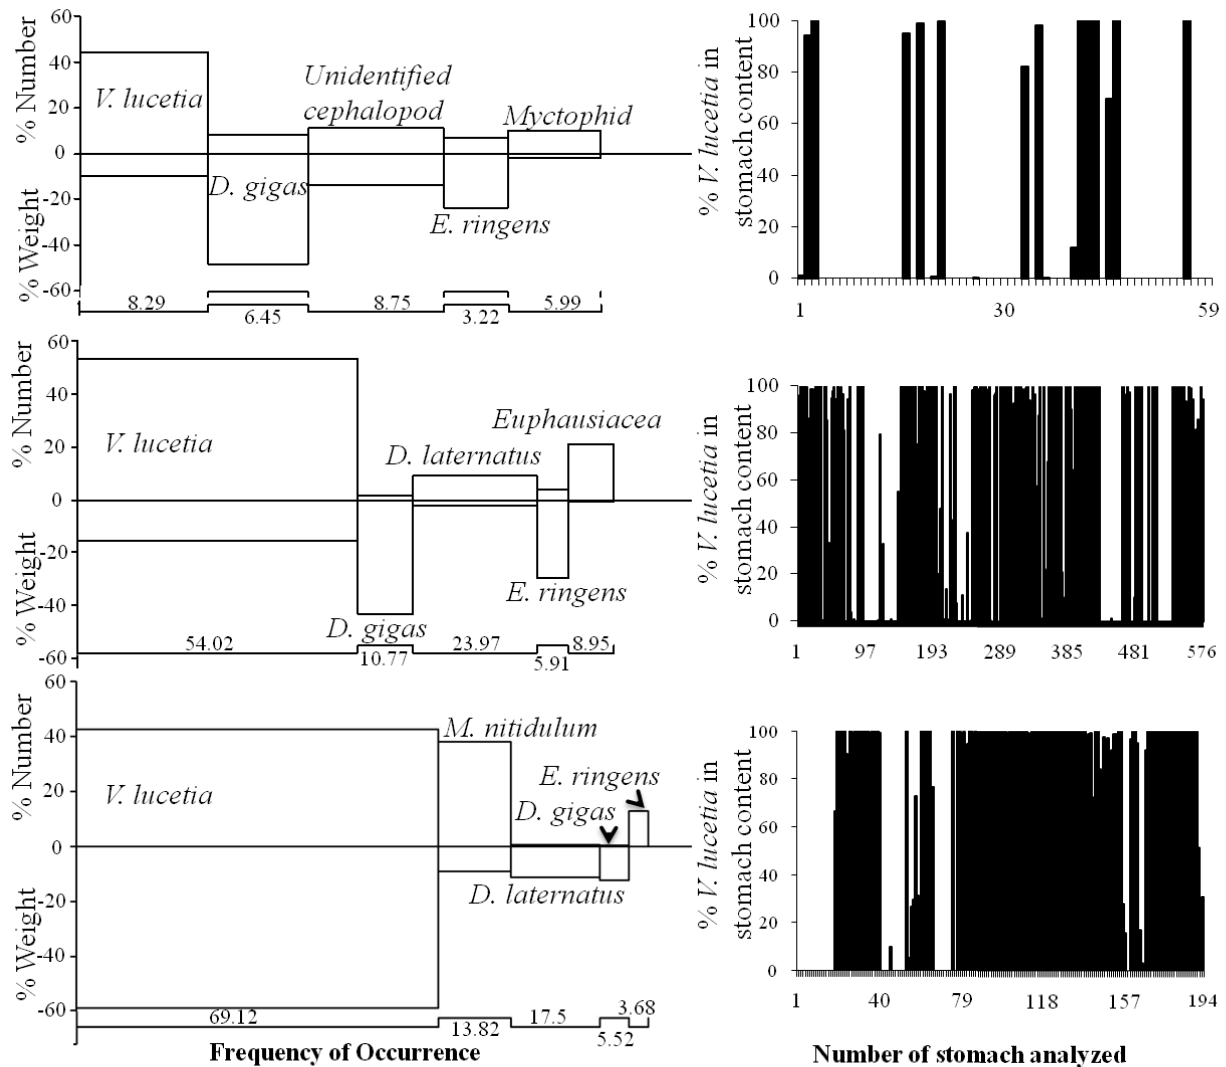 % Number
% Weight
60
40
20
0
-20
-40
-60
V. lucetia
D. gigas
Unidentified
cephalopod
E. ringens
Myctophid
8.29
6.45
8.75
3.22
5.99
% V. lucetia in
stomach content
100
80
60
40
20
0
1
30
59
% Number
% Weight
60
40
20
0
-20
-40
-60
V. lucetia
D. gigas
D. laternatus
E. ringens
Euphausiacea
54.02
10.77
23.97
5.91
8.95
% V. lucetia in
stomach content
100
80
60
40
20
0
1
97
193
289
385
481
576
% Number
% Weight
60
40
20
0
-20
-40
-60
V. lucetia
M. nitidulum
D. laternatus
D. gigas
E. ringens
69.12
13.82
17.5
5.52
3.68
Frequency of Occurrence
% V. lucetia in
stomach content
100
80
60
40
20
0
1
40
79
118
157
194
Number of stomach analyzed